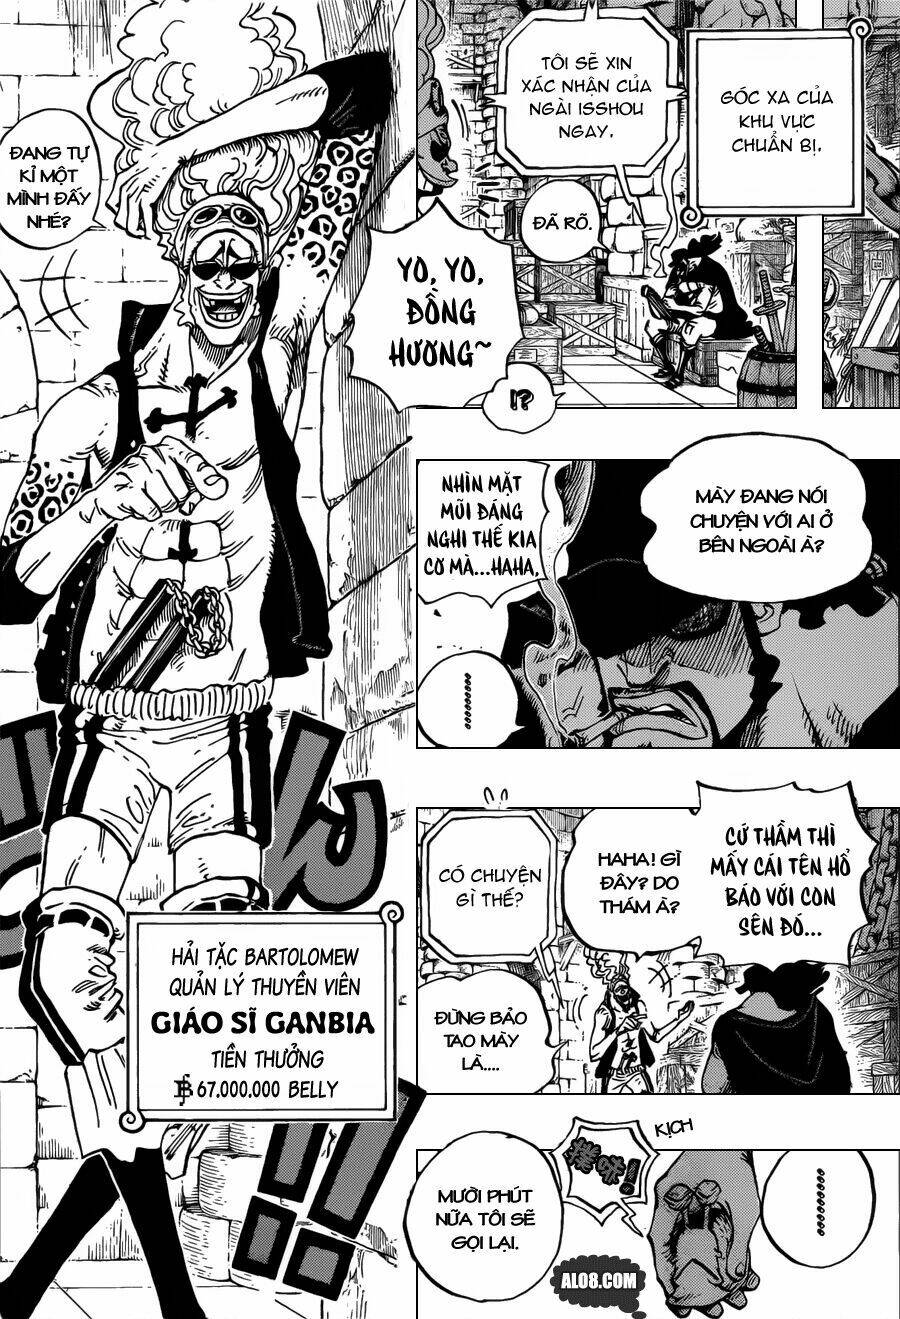 GÓC XA CỦA
KHU VỰC
CHUẨN BỊ.
TÔI SẼ XIN
XÁC NHẬN CỦA
NGÀI ISSHOU
NGAY.
ĐÃ RÕ.
YO, YO,
ĐỒNG
HƯƠNG~
!?
ĐANG TỰ
KỈ MỘT
MÌNH ĐẤY
NHÉ?
HẢI TẶC BARTOLOMEW
QUẢN LÝ THUYỀN VIÊN
GIÁO SĨ GANBIA
TIỀN THƯỞNG
฿ 67.000.000 BELLY
!!
MÀY ĐANG NÓI
CHUYỆN VỚI AI Ở
BÊN NGOÀI À?
NHÌN MẶT
MŨI ĐÁNG
NGHI THẾ KIA
CƠ MÀ...HAHA.
.........
CỨ THẦM THÌ
MẤY CÁI TÊN HỔ
BÁO VỚI CON
SÊN ĐÓ...
HAHA! GÌ
ĐÂY? DO
THÁM À?
CÓ CHUYỆN
GÌ THẾ?
ĐỪNG BẢO
TAO MÀY
LÀ....
.........
KỊCH
MƯỜI PHÚT
NỮA TÔI SẼ
GỌI LẠI.
ALO8.COM